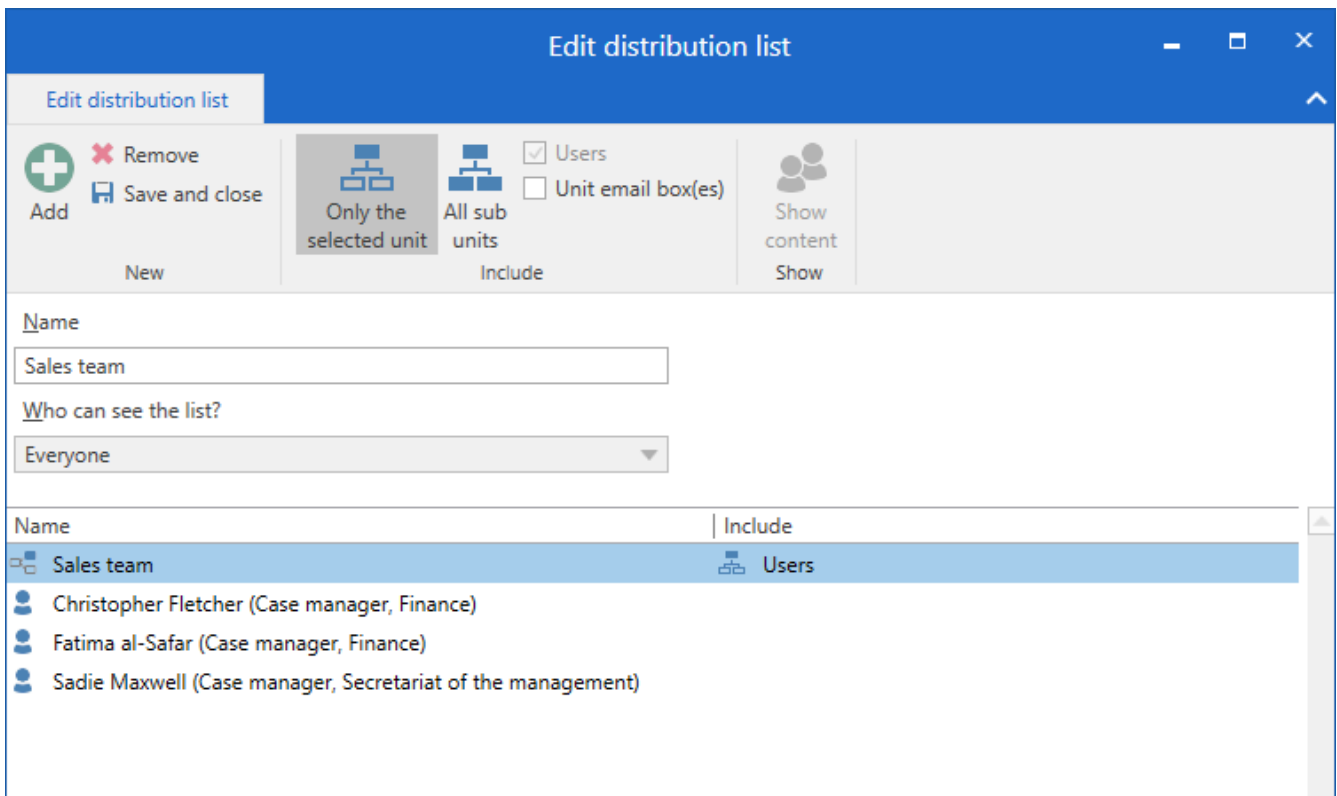 Edit distribution list
Edit distribution list
Add
Remove
Save and close
New
Only the
selected unit
All sub
units
Users
Unit email box(es)
Include
Show
content
Show
Name
Sales team
Who can see the list?
Everyone
Name Include
Sales team Users
Christopher Fletcher (Case manager, Finance)
Fatima al-Safar (Case manager, Finance)
Sadie Maxwell (Case manager, Secretariat of the management)